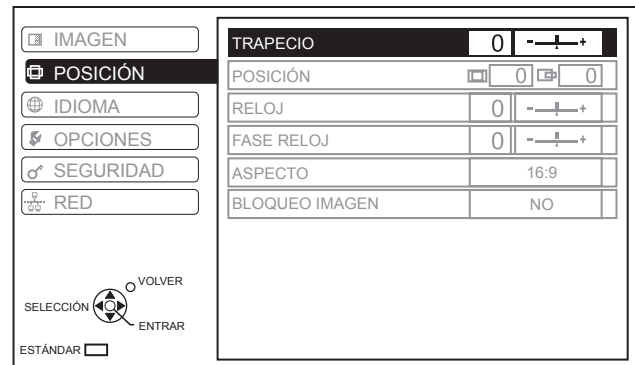 IMAGEN
POSICIÓN
IDIOMA
OPCIONES
SEGURIDAD
RED
VOLVER
SELECCIÓN
ENTRAR
ESTÁNDAR
TRAPECIO 0 - +
POSICIÓN 0 0
RELOJ 0 - +
FASE RELOJ 0 - +
ASPECTO 16:9
BLOQUEO IMAGEN NO